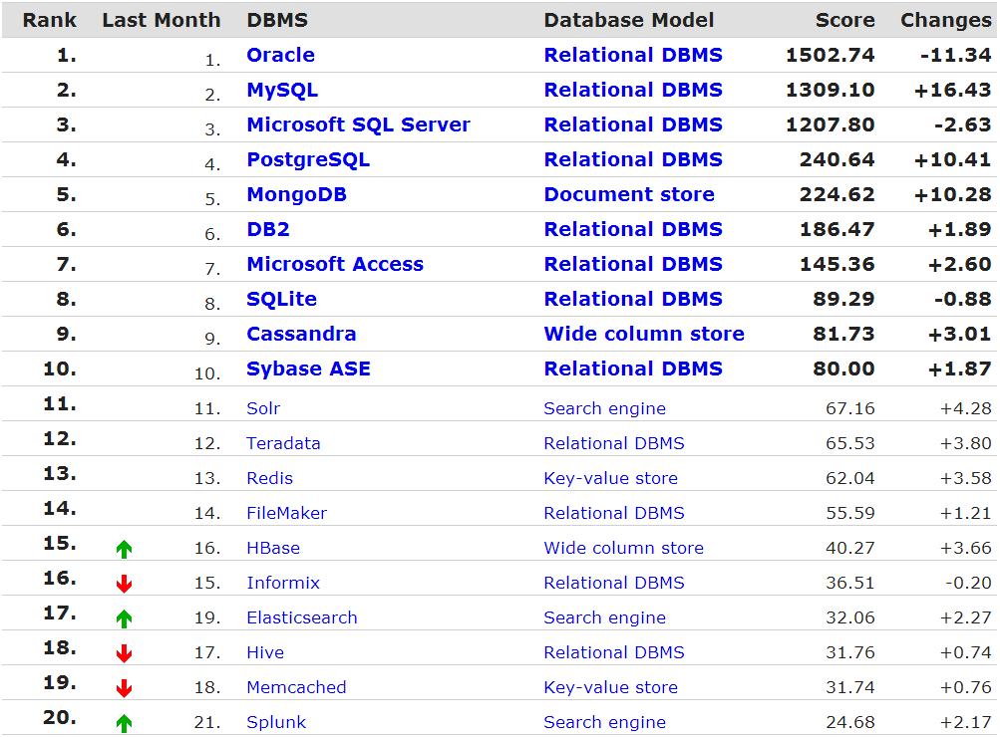 Rank Last Month DBMS Database Model Score Changes
1. 1. Oracle Relational DBMS 1502.74 -11.34
2. 2. MySQL Relational DBMS 1309.10 +16.43
3. 3. Microsoft SQL Server Relational DBMS 1207.80 -2.63
4. 4. PostgreSQL Relational DBMS 240.64 +10.41
5. 5. MongoDB Document store 224.62 +10.28
6. 6. DB2 Relational DBMS 186.47 +1.89
7. 7. Microsoft Access Relational DBMS 145.36 +2.60
8. 8. SQLite Relational DBMS 89.29 -0.88
9. 9. Cassandra Wide column store 81.73 +3.01
10. 10. Sybase ASE Relational DBMS 80.00 +1.87
11. 11. Solr Search engine 67.16 +4.28
12. 12. Teradata Relational DBMS 65.53 +3.80
13. 13. Redis Key-value store 62.04 +3.58
14. 14. FileMaker Relational DBMS 55.59 +1.21
15. 16. HBase Wide column store 40.27 +3.66
16. 15. Informix Relational DBMS 36.51 -0.20
17. 19. Elasticsearch Search engine 32.06 +2.27
18. 17. Hive Relational DBMS 31.76 +0.74
19. 18. Memcached Key-value store 31.74 +0.76
20. 21. Splunk Search engine 24.68 +2.17